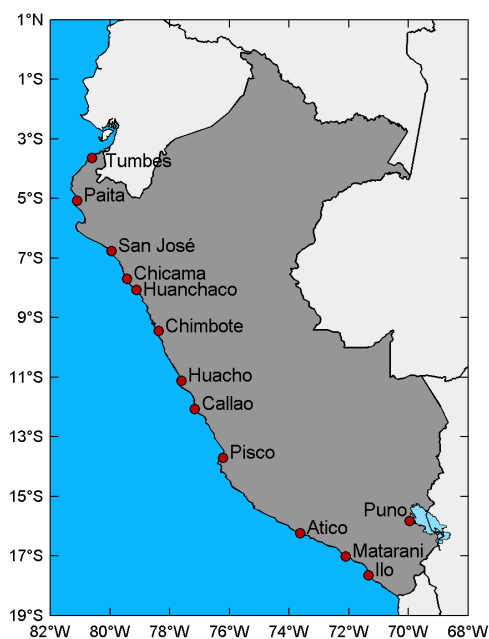 1°N
1°S
3°S
Tumbes
5°S
Paita
7°S
San José
Chicama
Huanchaco
9°S
Chimbote
11°S
Huacho
Callao
13°S
Pisco
15°S
Puno
Atico
17°S
Matarani
Ilo
19°S
82°W 80°W 78°W 76°W 74°W 72°W 70°W 68°W